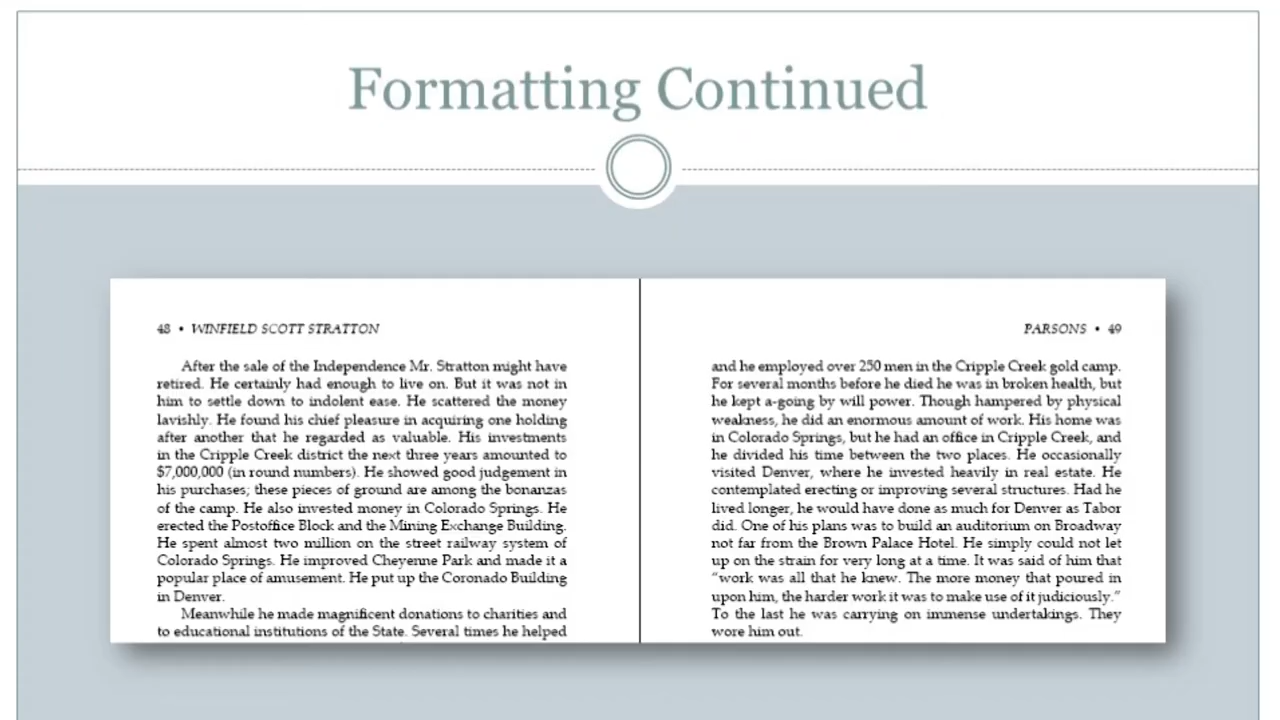 Formatting Continued
48 • WINFIELD SCOTT STRATTON
After the sale of the Independence Mr. Stratton might have
retired. He certainly had enough to live on. But it was not in
him to settle down to indolent ease. He scattered the money
lavishly. He found his chief pleasure in acquiring one holding
after another that he regarded as valuable. His investments
in the Cripple Creek district the next three years amounted to
$7,000,000 (in round numbers). He showed good judgement in
his purchases; these pieces of ground are among the bonanzas
of the camp. He also invested money in Colorado Springs. He
erected the Postoffice Block and the Mining Exchange Building.
He spent almost two million on the street railway system of
Colorado Springs. He improved Cheyenne Park and made it a
popular place of amusement. He put up the Coronado Building
in Denver.
Meanwhile he made magnificent donations to charities and
to educational institutions of the State. Several times he helped
PARSONS • 49
and he employed over 250 men in the Cripple Creek gold camp.
For several months before he died he was in broken health, but
he kept a-going by will power. Though hampered by physical
weakness, he did an enormous amount of work. His home was
in Colorado Springs, but he had an office in Cripple Creek, and
he divided his time between the two places. He occasionally
visited Denver, where he invested heavily in real estate. He
contemplated erecting or improving several structures. Had he
lived longer, he would have done as much for Denver as Tabor
did. One of his plans was to build an auditorium on Broadway
not far from the Brown Palace Hotel. He simply could not let
up on the strain for very long at a time. It was said of him that
“work was all that he knew. The more money that poured in
upon him, the harder work it was to make use of it judiciously.”
To the last he was carrying on immense undertakings. They
wore him out.